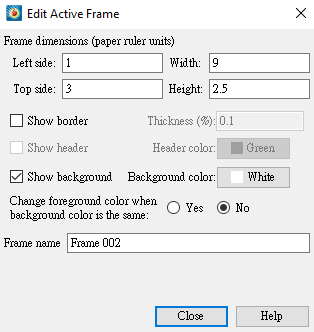 Edit Active Frame
Frame dimensions (paper ruler units)
Left side: 1 Width: 9
Top side: 3 Height: 2.5
Show border Thickness (%): 0.1
Show header Header color: Green
Show background Background color: White
Change foreground color when
background color is the same: Yes No
Frame name Frame 002
Close Help